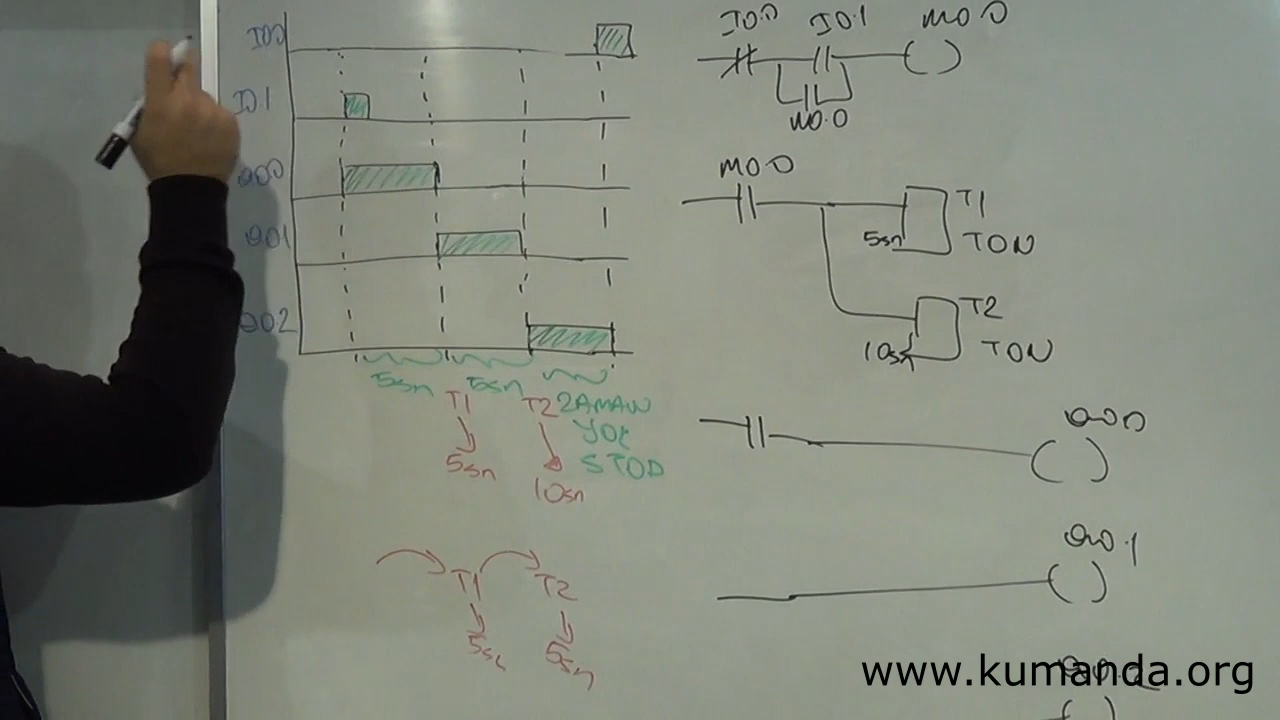 I0.0
I0.1
Q0.0
Q0.1
Q0.2
5sn 5sn
T1 T2 ZAMAN
YOK
5sn STOP
10sn
T1 T2
5sn 5sn
I0.0 I0.1 M0.0
M0.0
M0.0
T1
5sn TON
T2
10sn TON
Q0.0
Q0.1
www.kumanda.org